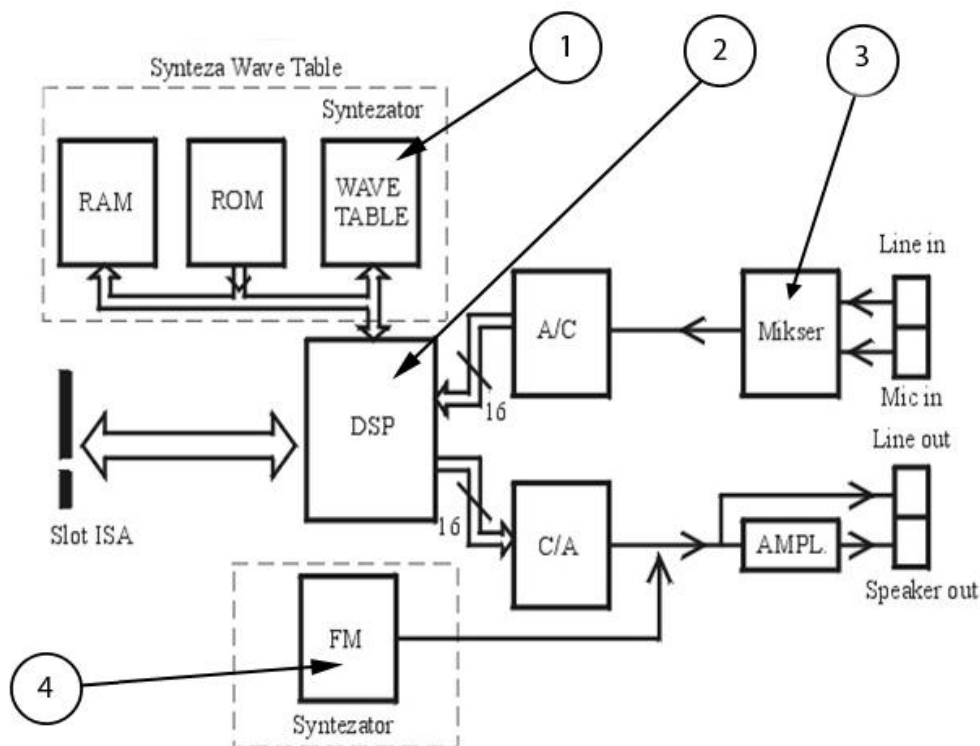 1
2
3
Synteza Wave Table
Syntezator
RAM
ROM
WAVE
TABLE
Line in
A/C
Mikser
16
Mic in
DSP
Line out
Slot ISA
16
C/A
AMPL.
Speaker out
FM
4
Syntezator